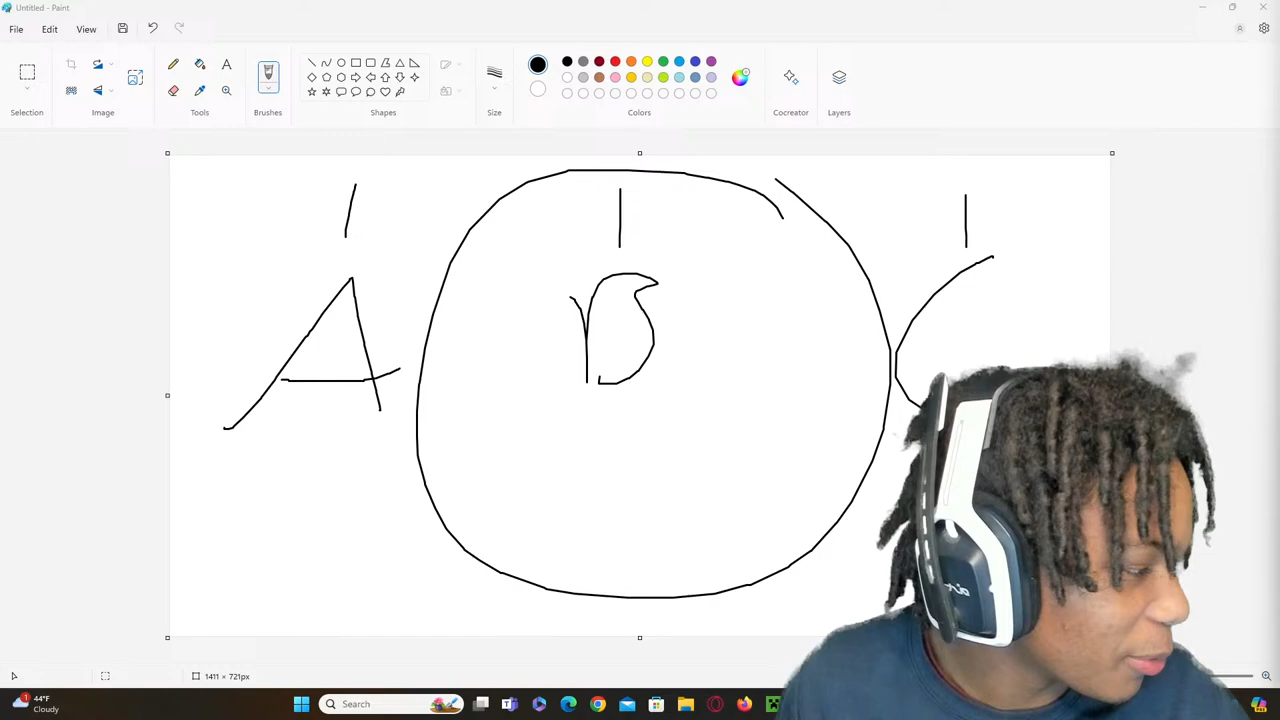 Untitled - Paint
File Edit View
Selection Image Tools Brushes Shapes Size Colors Cocreator Layers
I I I
A B C
1411 × 721px
1
44°F
Cloudy
Search